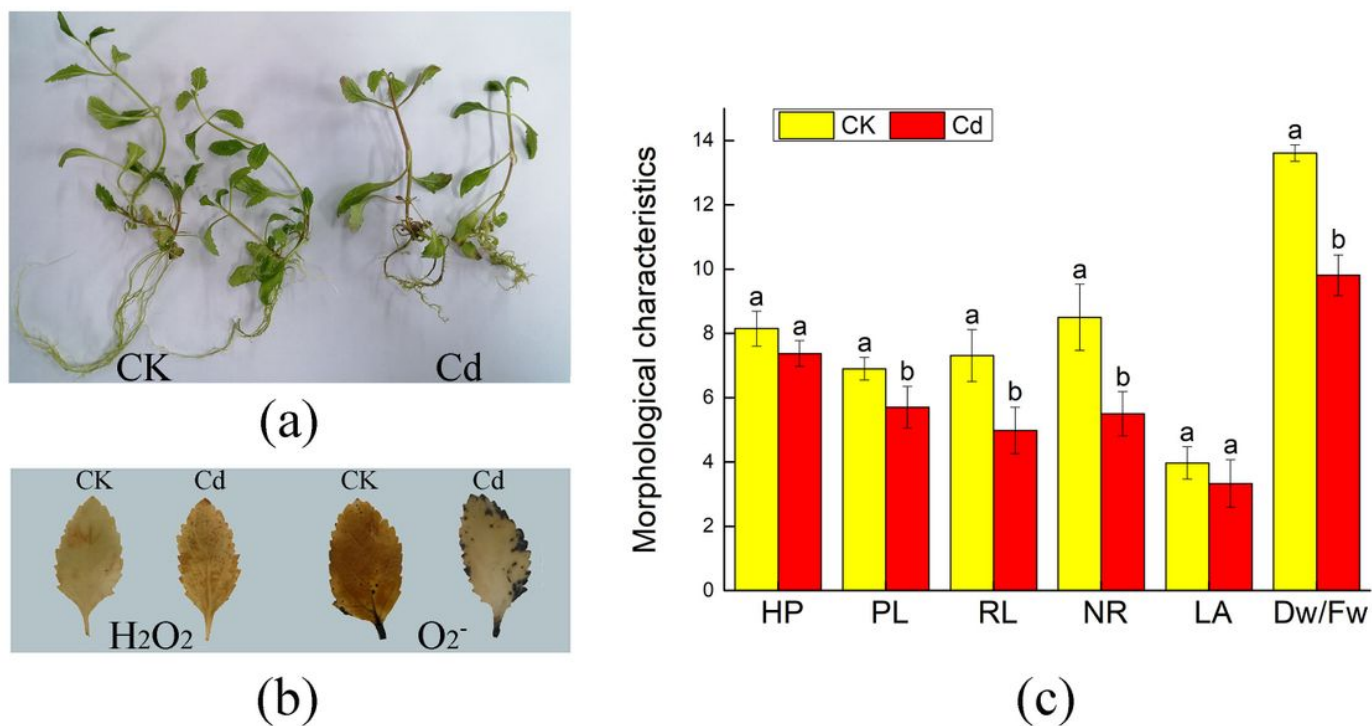 CK
Cd
(a)
CK
Cd
CK
Cd
H2O2
O2-
(b)
Morphological characteristics
CK
Cd
14
12
10
8
6
4
2
0
a
a
a
b
a
b
a
b
a
a
a
b
HP
PL
RL
NR
LA
Dw/Fw
(c)